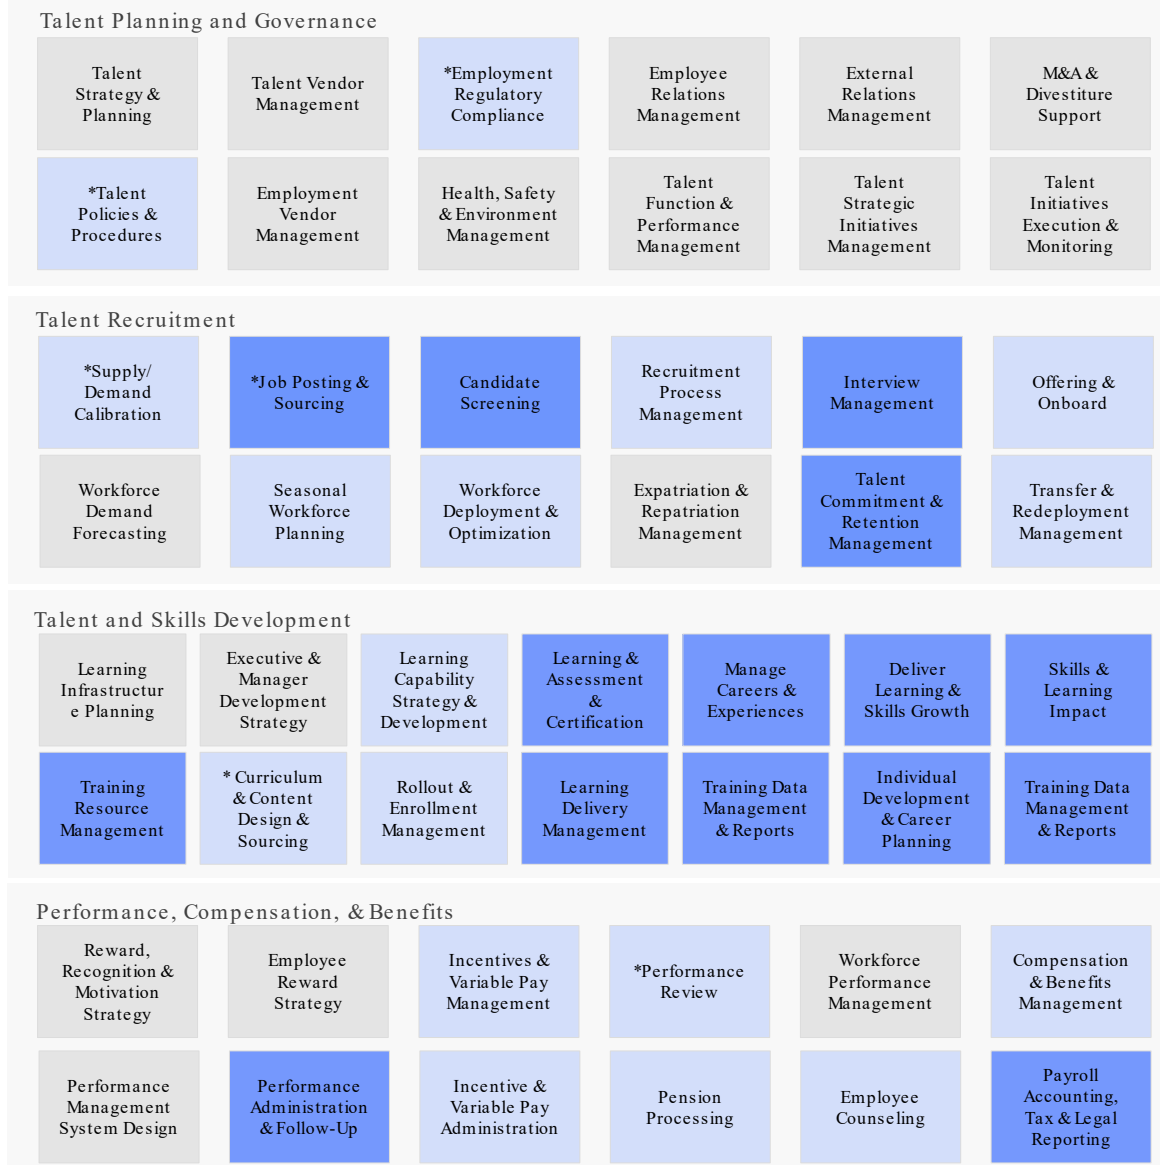 Talent Planning and Governance
Talent
Strategy &
Planning
Talent Vendor
Management
*Employment
Regulatory
Compliance
Employee
Relations
Management
External
Relations
Management
M&A &
Divestiture
Support
*Talent
Policies &
Procedures
Employment
Vendor
Management
Health, Safety
& Environment
Management
Talent
Function &
Performance
Management
Talent
Strategic
Initiatives
Management
Talent
Initiatives
Execution &
Monitoring
Talent Recruitment
*Supply/
Demand
Calibration
*Job Posting &
Sourcing
Candidate
Screening
Recruitment
Process
Management
Interview
Management
Offering &
Onboard
Workforce
Demand
Forecasting
Seasonal
Workforce
Planning
Workforce
Deployment &
Optimization
Expatriation &
Repatriation
Management
Talent
Commitment &
Retention
Management
Transfer &
Redeployment
Management
Talent and Skills Development
Learning
Infrastructur
e Planning
Executive &
Manager
Development
Strategy
Learning
Capability
Strategy &
Development
Learning &
Assessment
&
Certification
Manage
Careers &
Experiences
Deliver
Learning &
Skills Growth
Skills &
Learning
Impact
Training
Resource
Management
* Curriculum
& Content
Design &
Sourcing
Rollout &
Enrollment
Management
Learning
Delivery
Management
Training Data
Management
& Reports
Individual
Development
& Career
Planning
Training Data
Management
& Reports
Performance, Compensation, & Benefits
Reward,
Recognition &
Motivation
Strategy
Employee
Reward
Strategy
Incentives &
Variable Pay
Management
*Performance
Review
Workforce
Performance
Management
Compensation
& Benefits
Management
Performance
Management
System Design
Performance
Administration
& Follow-Up
Incentive &
Variable Pay
Administration
Pension
Processing
Employee
Counseling
Payroll
Accounting,
Tax & Legal
Reporting